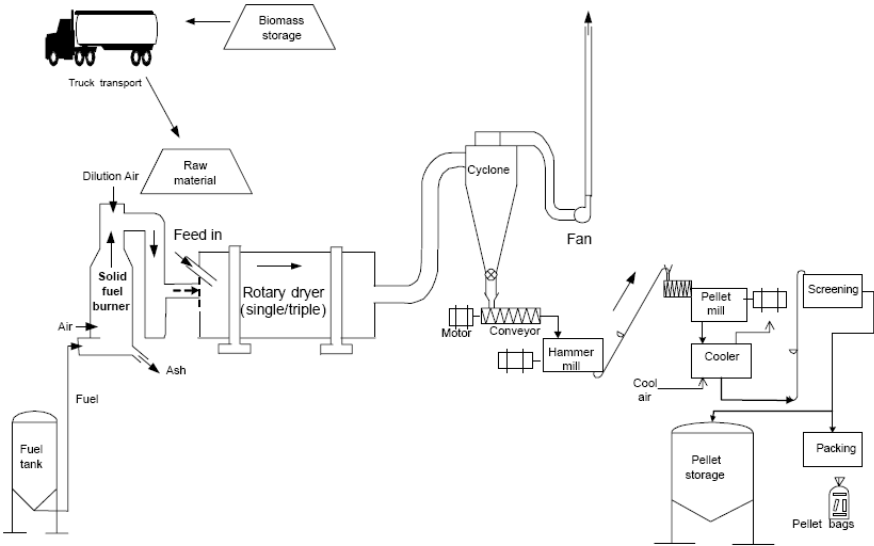 Biomass
storage
Truck transport
Raw
material
Dilution Air
Feed in
Solid
fuel
burner
Air
Ash
Fuel
Fuel
tank
Rotary dryer
(single/triple)
Cyclone
Fan
Motor
Conveyor
Hammer
mill
Pellet
mill
Screening
Cooler
Cool
air
Pellet
storage
Packing
Pellet bags